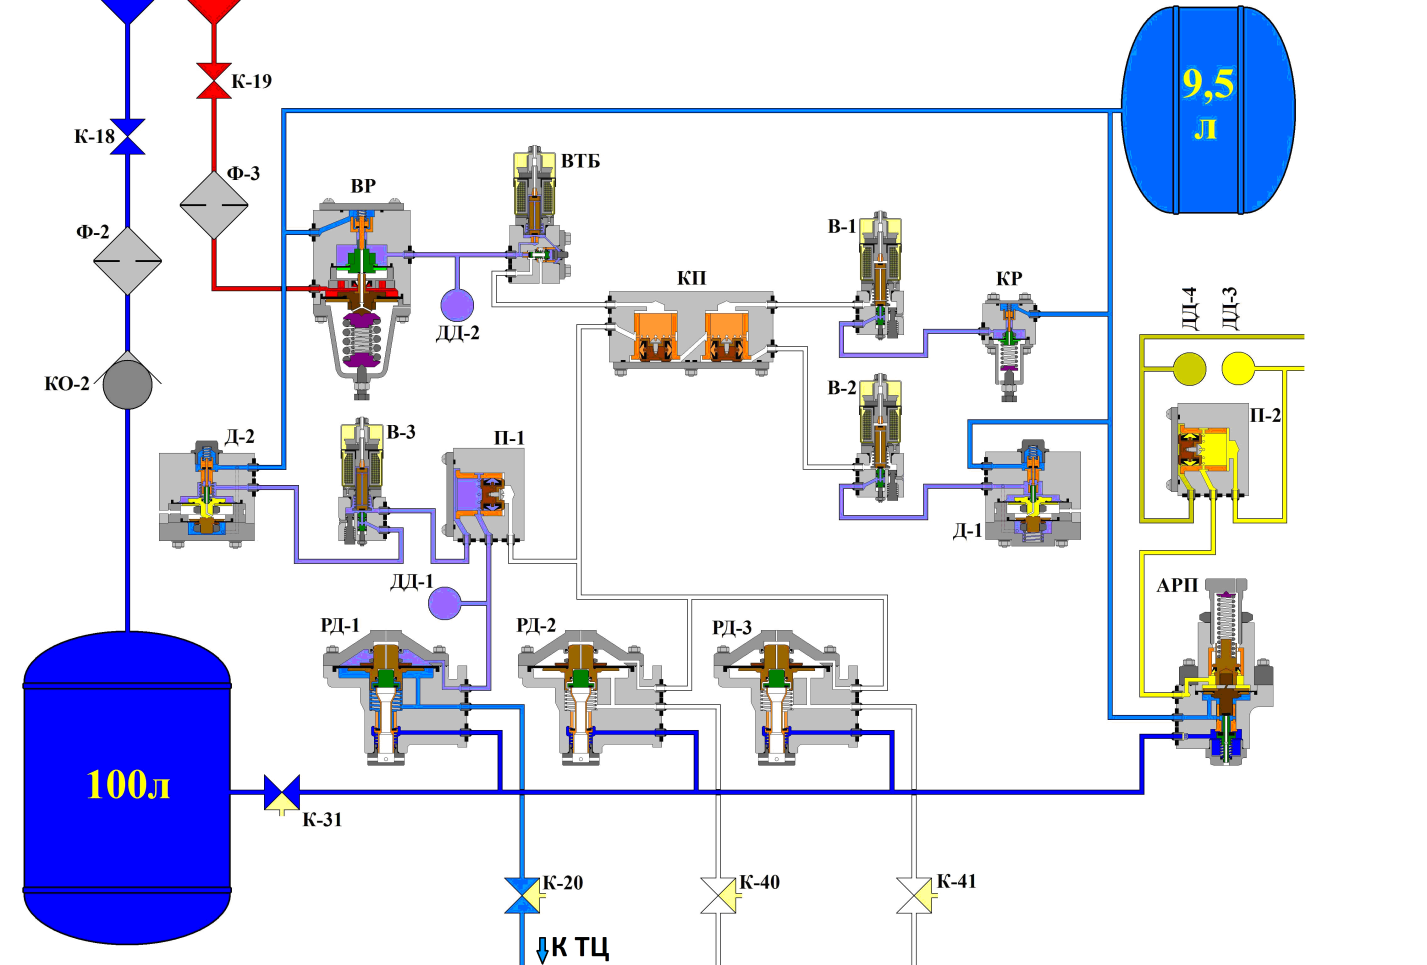 9,5
л
К-19
К-18
Ф-3
ВТБ
ВР
Ф-2
В-1
КП
КР
ДД-4
ДД-3
ДД-2
КО-2
В-2
П-2
В-3
Д-2
П-1
Д-1
ДД-1
АРП
РД-1
РД-2
РД-3
100л
К-31
К-20
К-40
К-41
К ТЦ